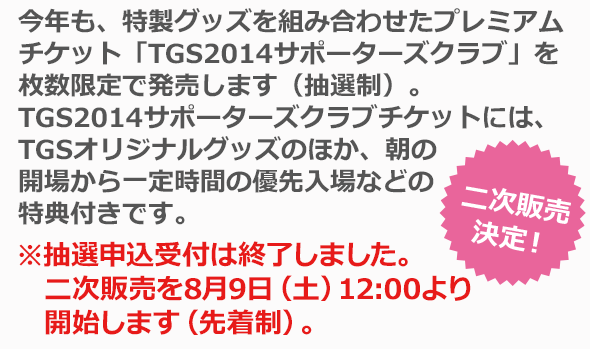 今年も、特製グッズを組み合わせたプレミアム
チケット「TGS2014サポーターズクラブ」を
枚数限定で発売します（抽選制）。
TGS2014サポーターズクラブチケットには、
TGSオリジナルグッズのほか、朝の
開場から一定時間の優先入場などの
特典付きです。
二次販売
決定！
※抽選申込受付は終了しました。
二次販売を8月9日（土）12:00より
開始します（先着制）。